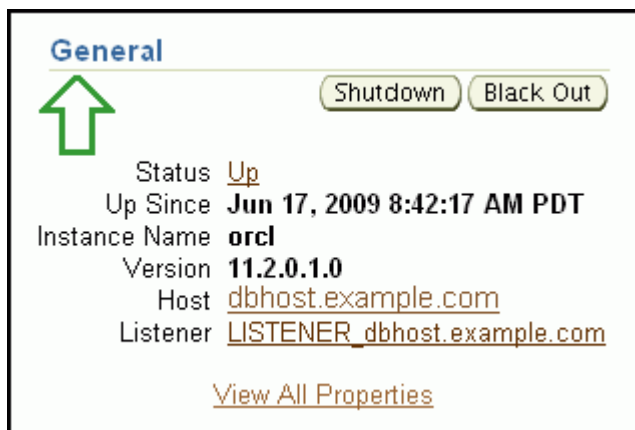 General
Shutdown Black Out
Status Up
Up Since Jun 17, 2009 8:42:17 AM PDT
Instance Name orcl
Version 11.2.0.1.0
Host dbhost.example.com
Listener LISTENER_dbhost.example.com
View All Properties